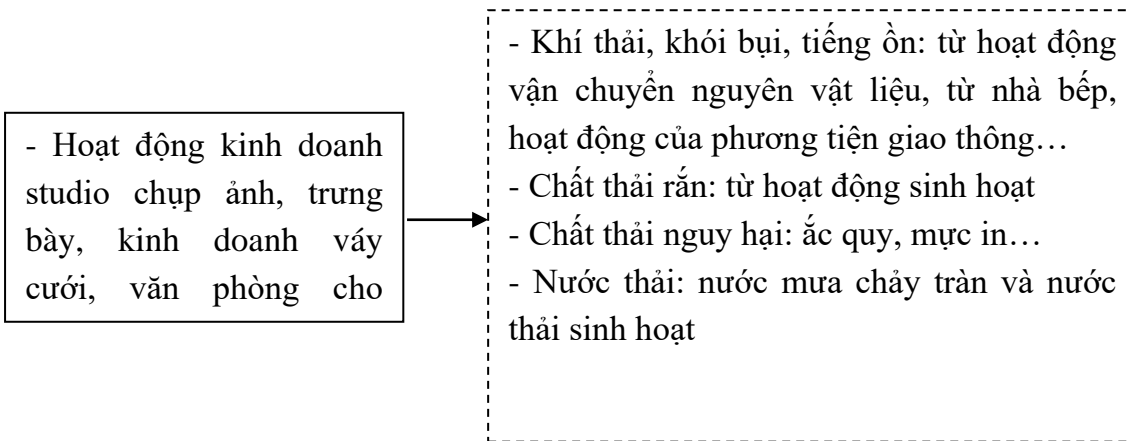 - Hoạt động kinh doanh
studio chụp ảnh, trưng
bày, kinh doanh váy
cưới, văn phòng cho
- Khí thải, khói bụi, tiếng ồn: từ hoạt động
vận chuyển nguyên vật liệu, từ nhà bếp,
hoạt động của phương tiện giao thông…
- Chất thải rắn: từ hoạt động sinh hoạt
- Chất thải nguy hại: ắc quy, mực in…
- Nước thải: nước mưa chảy tràn và nước
thải sinh hoạt